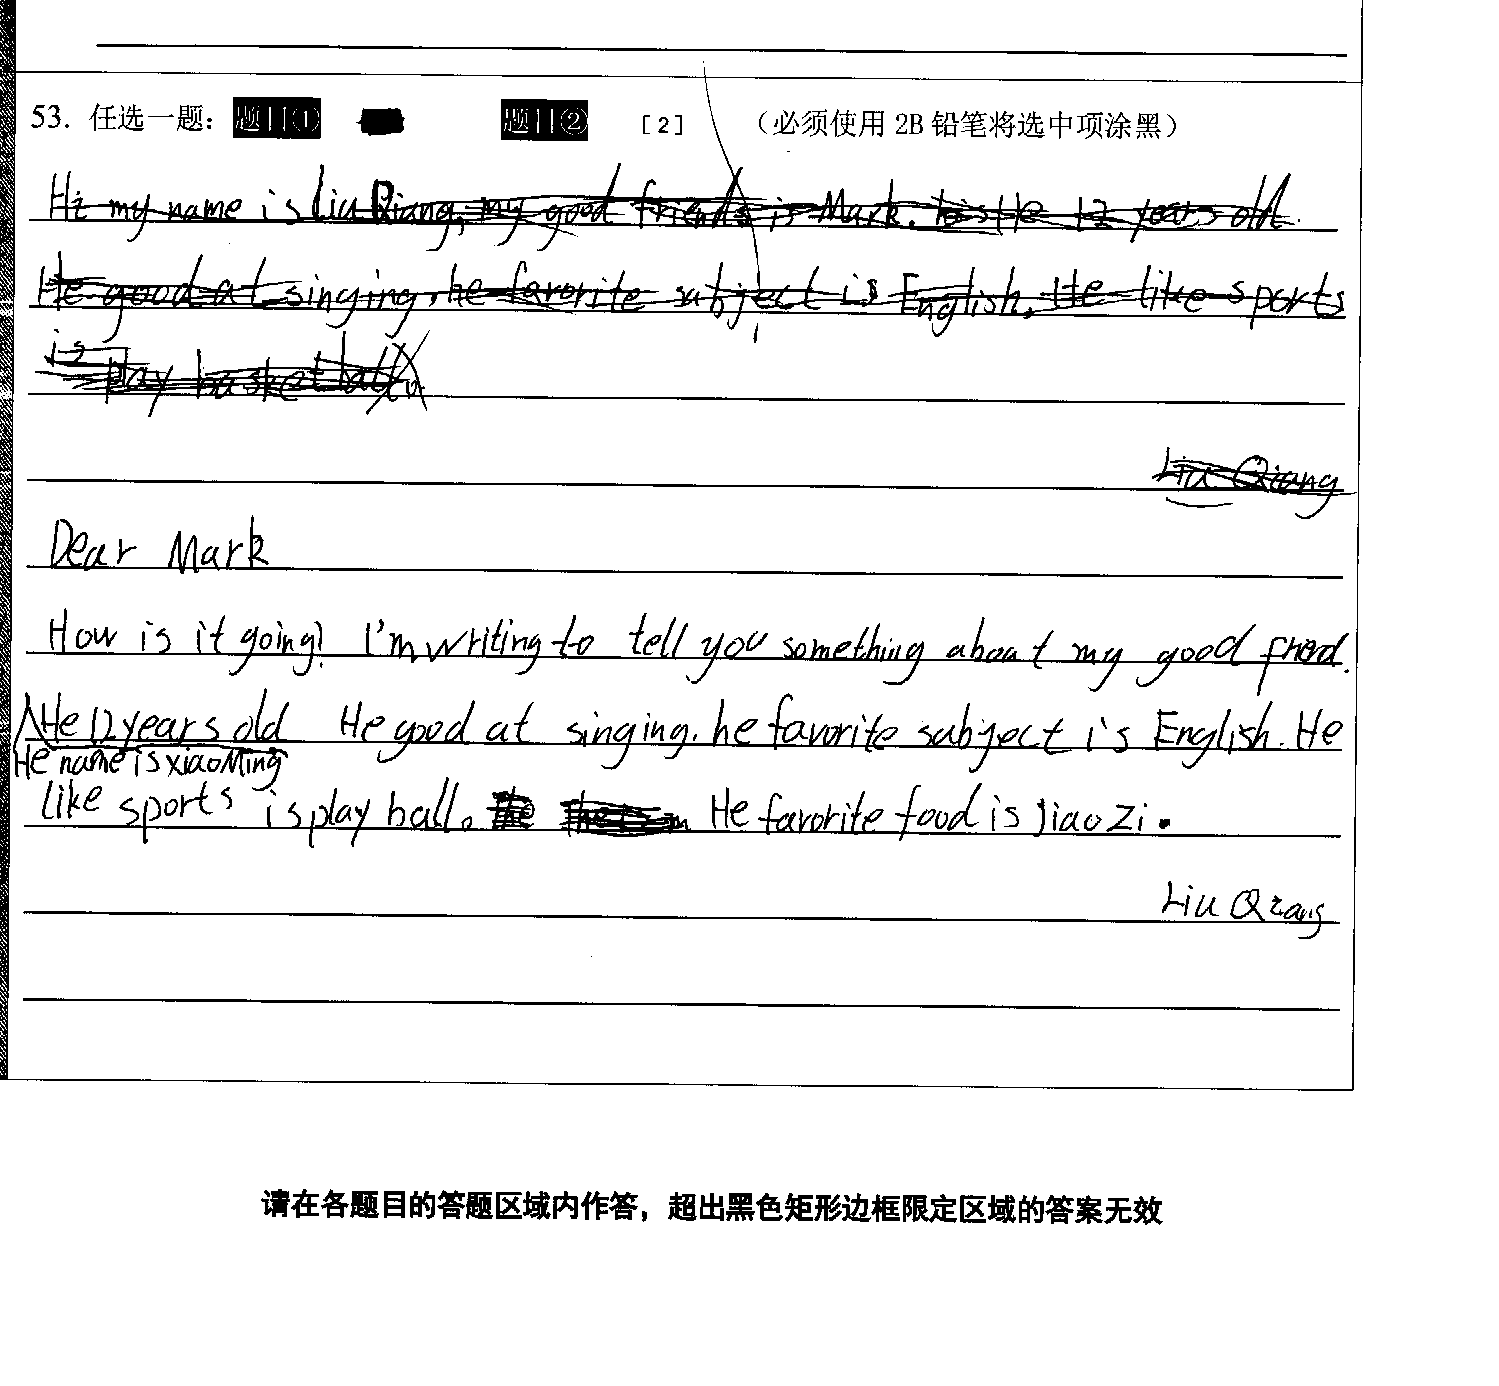 53. 任选一题: 题目① 题目② [2] (必须使用 2B 铅笔将选中项涂黑)
Hi my name is Liu Qiang, my good friends is Mark. He 12 years old.
He good at singing, he favorite subject is English. He like sports
is play basketball
Liu Qiang
Dear Mark
How is it going? I'm writing to tell you something about my good friend.
He 12 years old He good at singing. he favorite subject is English. He
He name is xiaoMing
like sports is play ball. He favorite food is Jiao Zi.
Liu Qiang
请在各题目的答题区域内作答，超出黑色矩形边框限定区域的答案无效